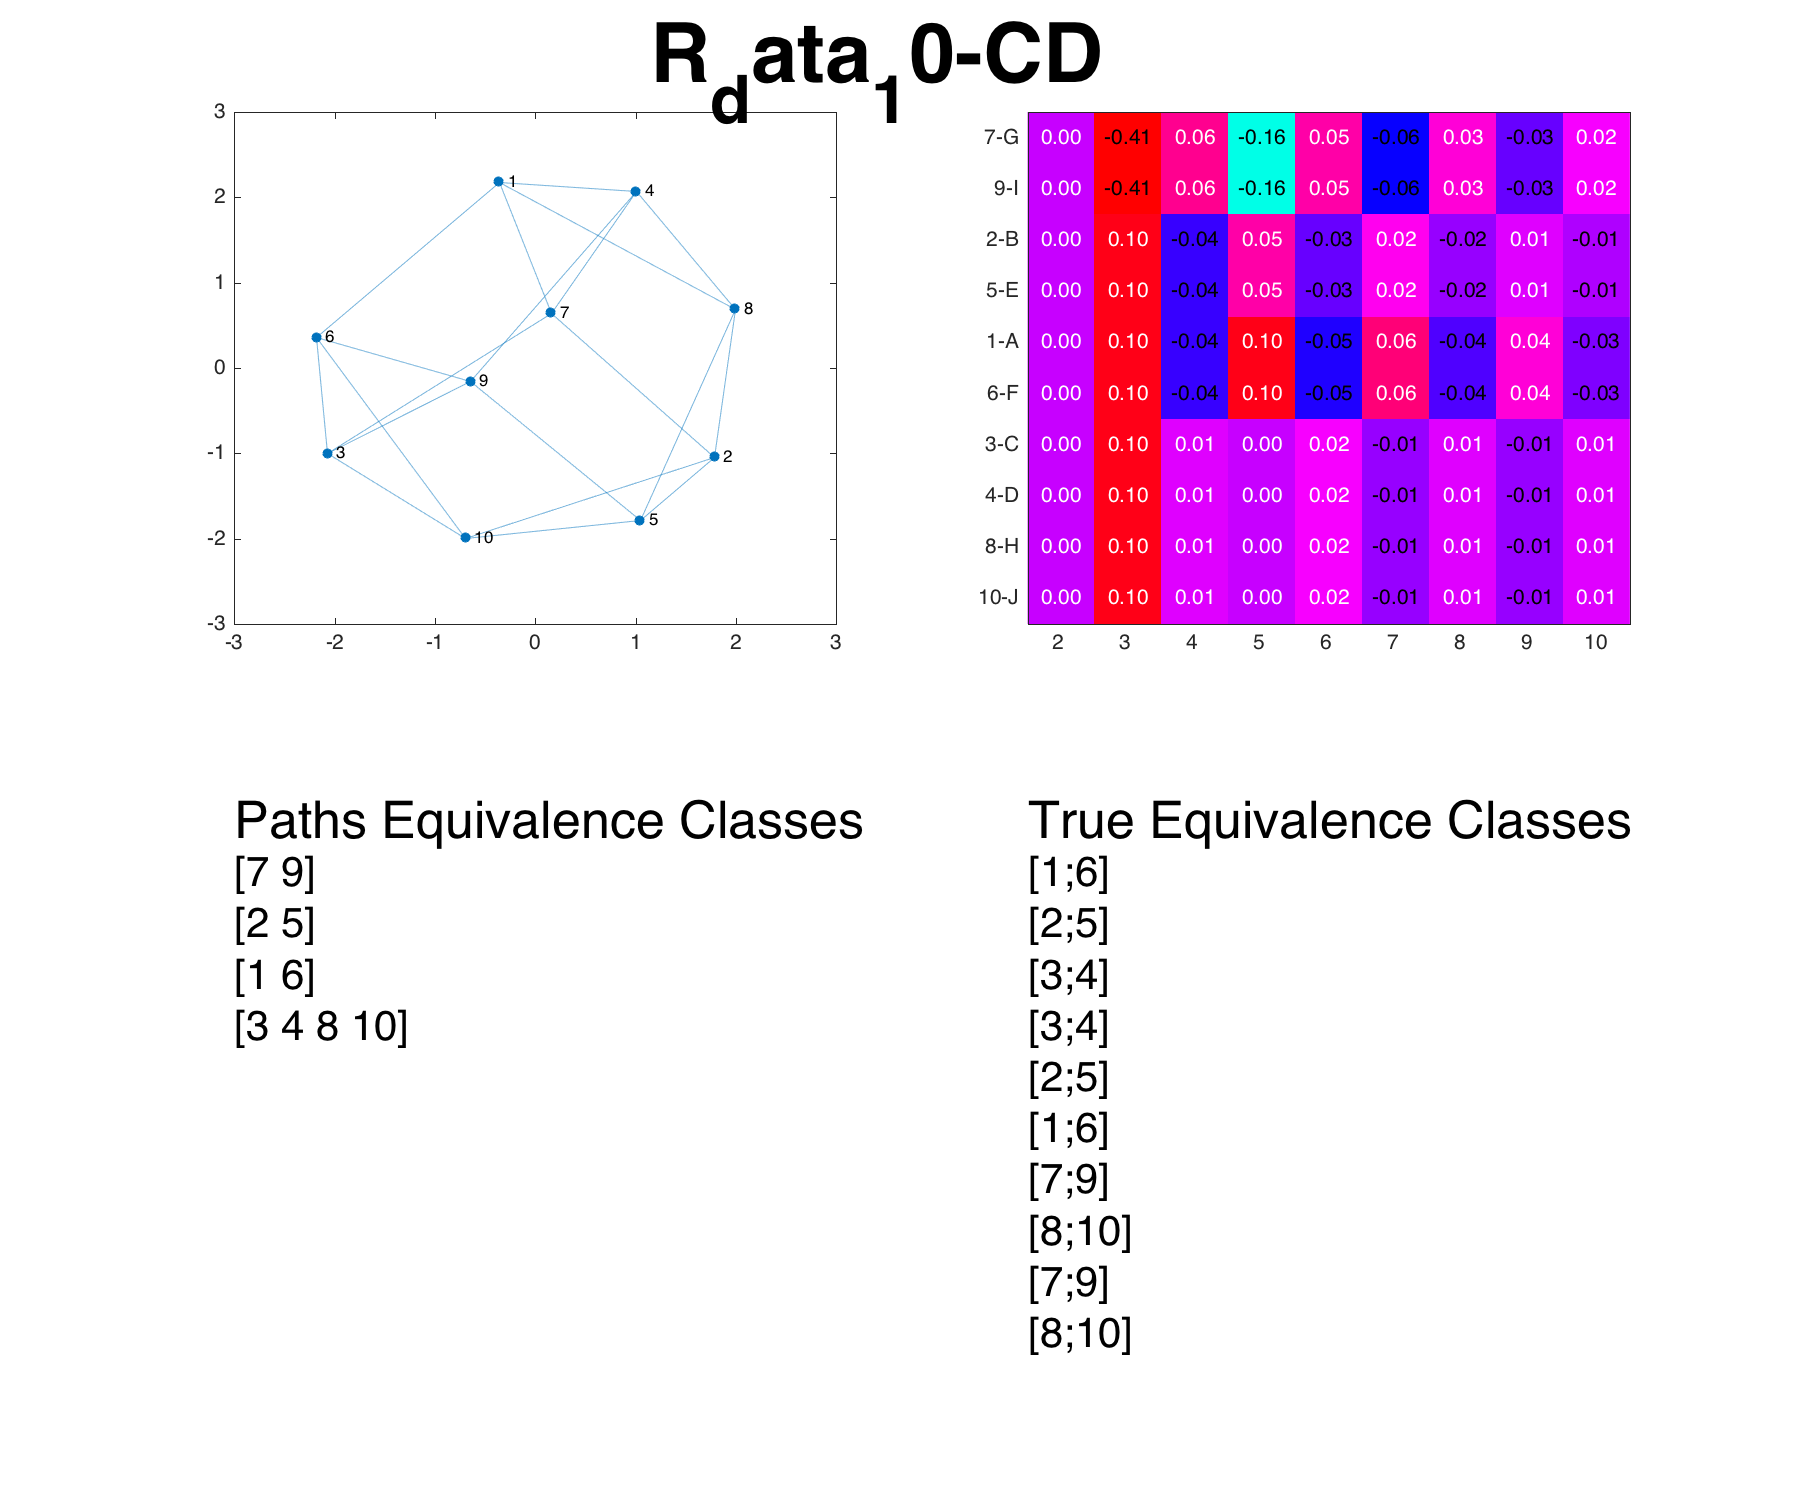 Rdata10-CD
3
2
1
0
-1
-2
-3
-3 -2 -1 0 1 2 3
1
4
8
7
6
9
3
2
5
10
7-G 0.00 -0.41 0.06 -0.16 0.05 -0.06 0.03 -0.03 0.02
9-I 0.00 -0.41 0.06 -0.16 0.05 -0.06 0.03 -0.03 0.02
2-B 0.00 0.10 -0.04 0.05 -0.03 0.02 -0.02 0.01 -0.01
5-E 0.00 0.10 -0.04 0.05 -0.03 0.02 -0.02 0.01 -0.01
1-A 0.00 0.10 -0.04 0.10 -0.05 0.06 -0.04 0.04 -0.03
6-F 0.00 0.10 -0.04 0.10 -0.05 0.06 -0.04 0.04 -0.03
3-C 0.00 0.10 0.01 0.00 0.02 -0.01 0.01 -0.01 0.01
4-D 0.00 0.10 0.01 0.00 0.02 -0.01 0.01 -0.01 0.01
8-H 0.00 0.10 0.01 0.00 0.02 -0.01 0.01 -0.01 0.01
10-J 0.00 0.10 0.01 0.00 0.02 -0.01 0.01 -0.01 0.01
2 3 4 5 6 7 8 9 10
Paths Equivalence Classes
[7 9]
[2 5]
[1 6]
[3 4 8 10]
True Equivalence Classes
[1;6]
[2;5]
[3;4]
[3;4]
[2;5]
[1;6]
[7;9]
[8;10]
[7;9]
[8;10]